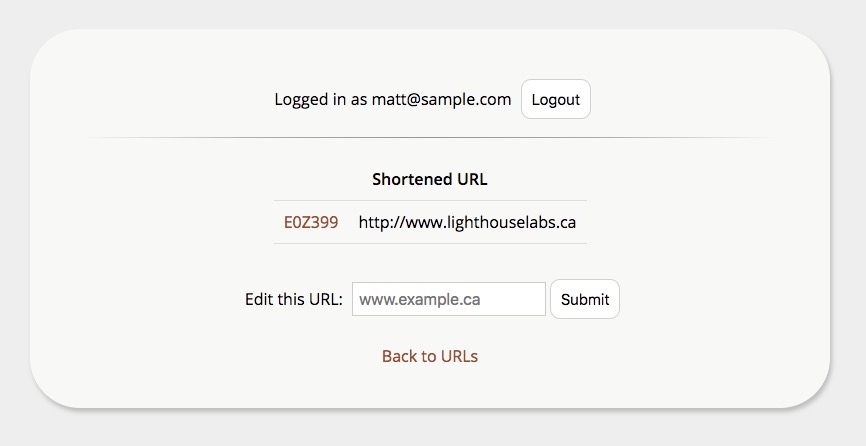 Logged in as matt@sample.com Logout
Shortened URL
E0Z399 http://www.lighthouselabs.ca
Edit this URL: www.example.ca Submit
Back to URLs